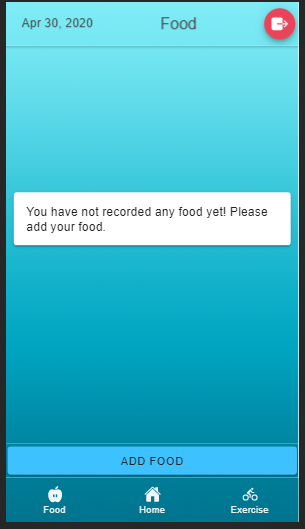 Apr 30, 2020
Food
You have not recorded any food yet! Please
add your food.
ADD FOOD
Food
Home
Exercise